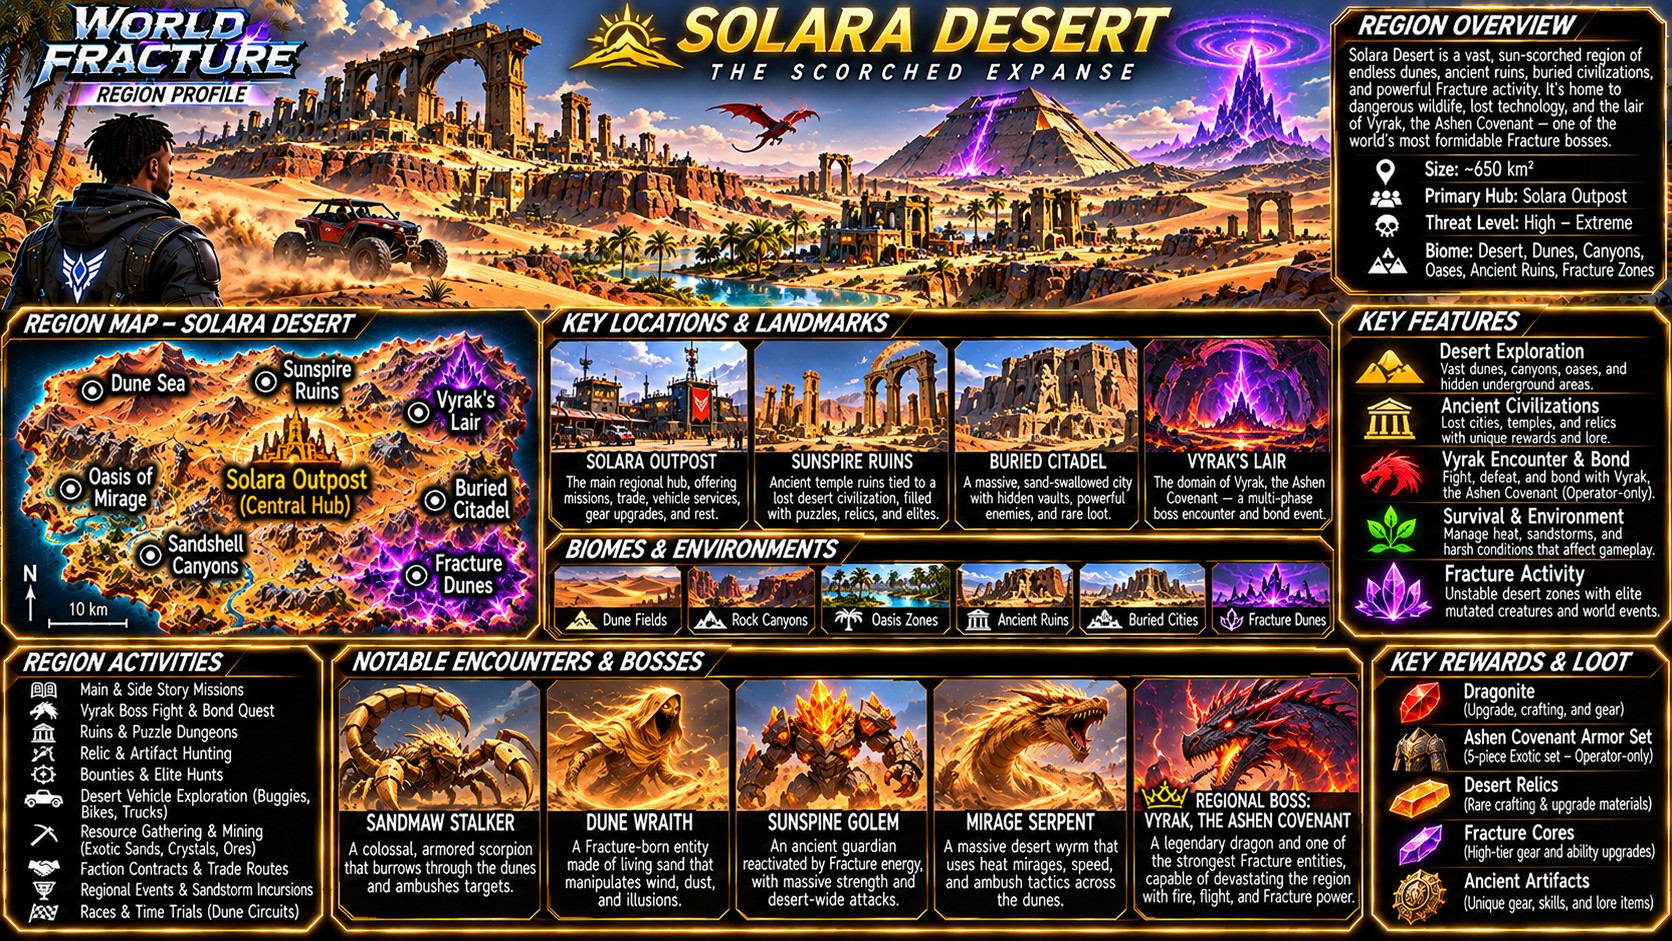 WORLD
FRACTURE
REGION PROFILE
SOLARA DESERT
THE SCORCHED EXPANSE
REGION OVERVIEW
Solara Desert is a vast, sun-scorched region of
endless dunes, ancient ruins, buried civilizations,
and powerful Fracture activity. It's home to
dangerous wildlife, lost technology, and the lair
of Vyrak, the Ashen Covenant – one of the
world's most formidable Fracture bosses.
Size: ~650 km²
Primary Hub: Solara Outpost
Threat Level: High – Extreme
Biome: Desert, Dunes, Canyons,
Oases, Ancient Ruins, Fracture Zones
REGION MAP – SOLARA DESERT
Dune Sea
Sunspire
Ruins
Vyrak's
Lair
Oasis of
Mirage
Solara Outpost
(Central Hub)
Buried
Citadel
Sandshell
Canyons
Fracture
Dunes
N
10 km
KEY LOCATIONS & LANDMARKS
SOLARA OUTPOST
The main regional hub, offering
missions, trade, vehicle services,
gear upgrades, and rest.
SUNSPIRE RUINS
Ancient temple ruins tied to a
lost desert civilization, filled
with puzzles, relics, and elites.
BURIED CITADEL
A massive, sand-swallowed city
with hidden vaults, powerful
enemies, and rare loot.
VYRAK'S LAIR
The domain of Vyrak, the Ashen
Covenant – a multi-phase
boss encounter and bond event.
BIOMES & ENVIRONMENTS
Dune Fields
Rock Canyons
Oasis Zones
Ancient Ruins
Buried Cities
Fracture Dunes
KEY FEATURES
Desert Exploration
Vast dunes, canyons, oases, and
hidden underground areas.
Ancient Civilizations
Lost cities, temples, and relics
with unique rewards and lore.
Vyrak Encounter & Bond
Fight, defeat, and bond with Vyrak,
the Ashen Covenant (Operator-only).
Survival & Environment
Manage heat, sandstorms, and
harsh conditions that affect gameplay.
Fracture Activity
Unstable desert zones with elite
mutated creatures and world events.
REGION ACTIVITIES
Main & Side Story Missions
Vyrak Boss Fight & Bond Quest
Ruins & Puzzle Dungeons
Relic & Artifact Hunting
Bounties & Elite Hunts
Desert Vehicle Exploration (Buggies,
Bikes, Trucks)
Resource Gathering & Mining
(Exotic Sands, Crystals, Ores)
Faction Contracts & Trade Routes
Regional Events & Sandstorm Incursions
Races & Time Trials (Dune Circuits)
NOTABLE ENCOUNTERS & BOSSES
SANDMAW STALKER
A colossal, armored scorpion
that burrows through the dunes
and ambushes targets.
DUNE WRAITH
A Fracture-born entity
made of living sand that
manipulates wind, dust,
and illusions.
SUNSPINE GOLEM
An ancient guardian
reactivated by Fracture energy,
with massive strength and
desert-wide attacks.
MIRAGE SERPENT
A massive desert wyrm that
uses heat mirages, speed,
and ambush tactics across
the dunes.
REGIONAL BOSS:
VYRAK, THE ASHEN COVENANT
A legendary dragon and one of
the strongest Fracture entities,
capable of devastating the region
with fire, flight, and Fracture power.
KEY REWARDS & LOOT
Dragonite
(Upgrade, crafting, and gear)
Ashen Covenant Armor Set
(5-piece Exotic set – Operator-only)
Desert Relics
(Rare crafting & upgrade materials)
Fracture Cores
(High-tier gear and ability upgrades)
Ancient Artifacts
(Unique gear, skills, and lore items)